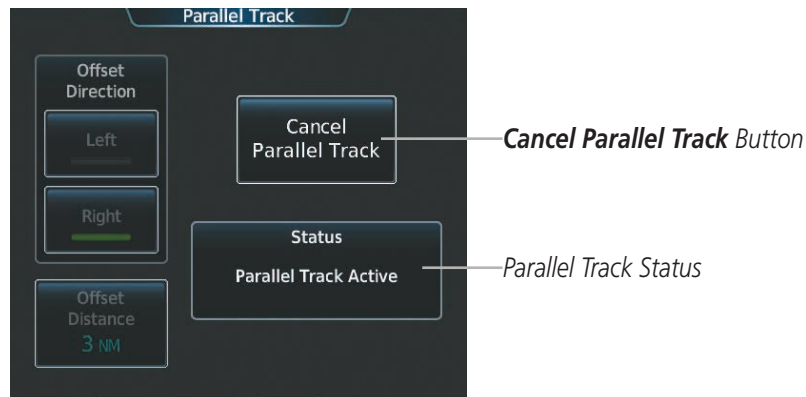 Parallel Track
Offset
Direction
Left
Right
Offset
Distance
3 NM
Cancel
Parallel Track
Status
Parallel Track Active
Cancel Parallel Track Button
Parallel Track Status